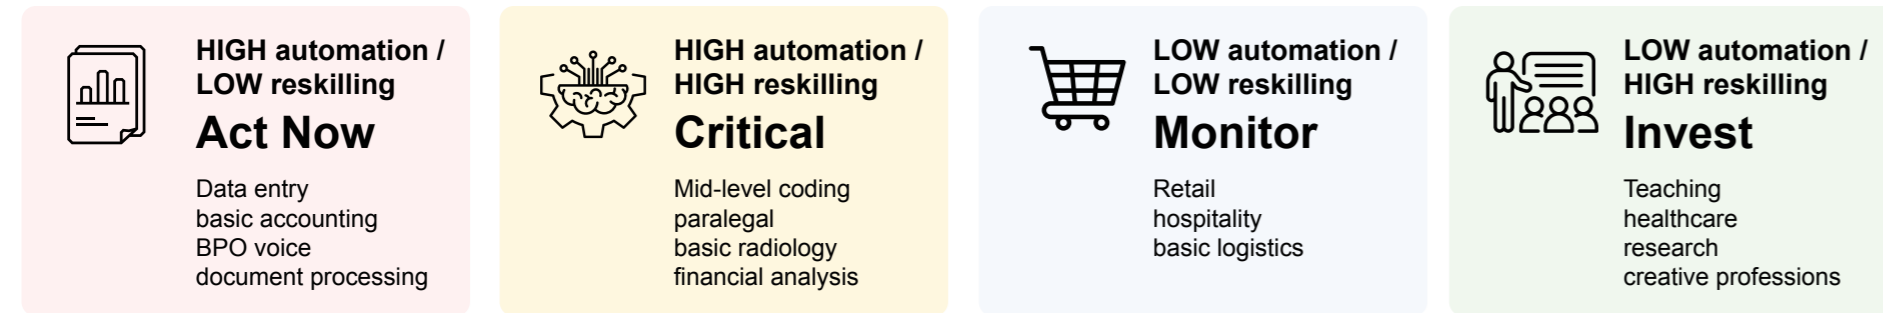 HIGH automation /
LOW reskilling
Act Now
Data entry
basic accounting
BPO voice
document processing
HIGH automation /
HIGH reskilling
Critical
Mid-level coding
paralegal
basic radiology
financial analysis
LOW automation /
LOW reskilling
Monitor
Retail
hospitality
basic logistics
LOW automation /
HIGH reskilling
Invest
Teaching
healthcare
research
creative professions